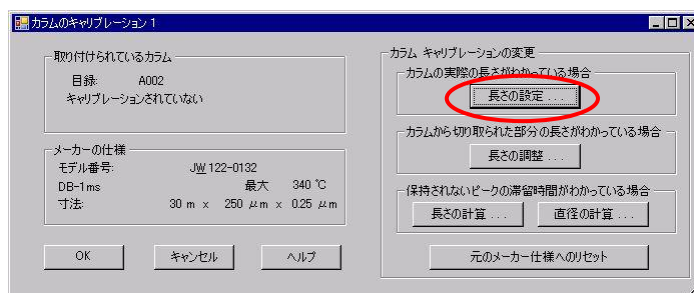 カラムのキャリブレーション 1
取り付けられているカラム
目録: A002
キャリブレーションされていない
メーカーの仕様
モデル番号: JW 122-0132
DB-1ms 最大 340 ℃
寸法: 30 m x 250 μm x 0.25 μm
OK キャンセル ヘルプ
カラム キャリブレーションの変更
カラムの実際の長さがわかっている場合
長さの設定 ...
カラムから切り取られた部分の長さがわかっている場合
長さの調整 ...
保持されないピークの滞留時間がわかっている場合
長さの計算 ... 直径の計算 ...
元のメーカー仕様へのリセット